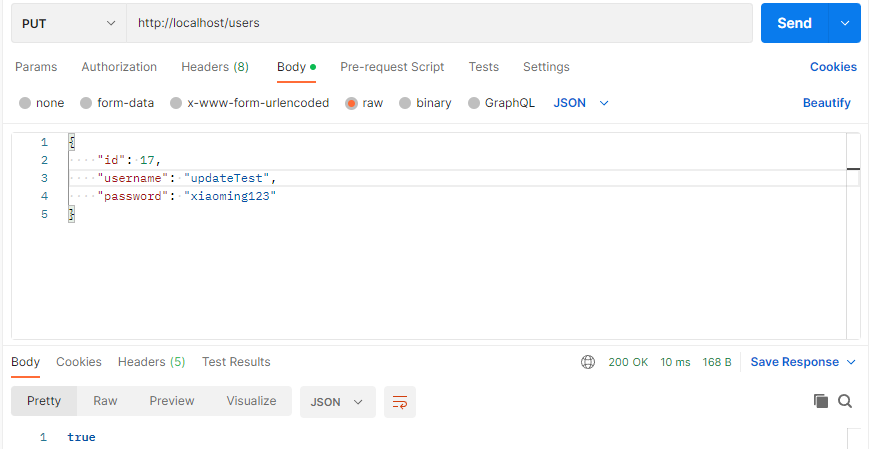 PUT http://localhost/users Send
Params Authorization Headers (8) Body Pre-request Script Tests Settings Cookies
none form-data x-www-form-urlencoded raw binary GraphQL JSON Beautify
1 {
2 "id": 17,
3 "username": "updateTest",
4 "password": "xiaoming123"
5 }
Body Cookies Headers (5) Test Results 200 OK 10 ms 168 B Save Response
Pretty Raw Preview Visualize JSON
1 true